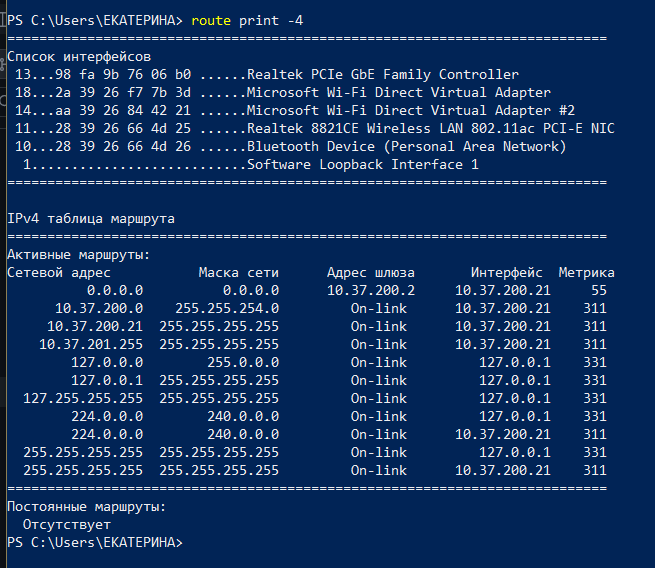 PS C:\Users\ЕКАТЕРИНА> route print -4
===========================================================================
Список интерфейсов
 13...98 fa 9b 76 06 b0 ......Realtek PCIe GbE Family Controller
 18...2a 39 26 f7 7b 3d ......Microsoft Wi-Fi Direct Virtual Adapter
 14...aa 39 26 84 42 21 ......Microsoft Wi-Fi Direct Virtual Adapter #2
 11...28 39 26 66 4d 25 ......Realtek 8821CE Wireless LAN 802.11ac PCI-E NIC
 10...28 39 26 66 4d 26 ......Bluetooth Device (Personal Area Network)
  1...........................Software Loopback Interface 1
===========================================================================
IPv4 таблица маршрута
===========================================================================
Активные маршруты:
Сетевой адрес           Маска сети      Адрес шлюза       Интерфейс  Метрика
          0.0.0.0          0.0.0.0      10.37.200.2     10.37.200.21     55
      10.37.200.0    255.255.254.0         On-link      10.37.200.21    311
     10.37.200.21  255.255.255.255         On-link      10.37.200.21    311
    10.37.201.255  255.255.255.255         On-link      10.37.200.21    311
        127.0.0.0        255.0.0.0         On-link         127.0.0.1    331
        127.0.0.1  255.255.255.255         On-link         127.0.0.1    331
  127.255.255.255  255.255.255.255         On-link         127.0.0.1    331
        224.0.0.0        240.0.0.0         On-link         127.0.0.1    331
        224.0.0.0        240.0.0.0         On-link      10.37.200.21    311
  255.255.255.255  255.255.255.255         On-link         127.0.0.1    331
  255.255.255.255  255.255.255.255         On-link      10.37.200.21    311
===========================================================================
Постоянные маршруты:
  Отсутствует
PS C:\Users\ЕКАТЕРИНА>